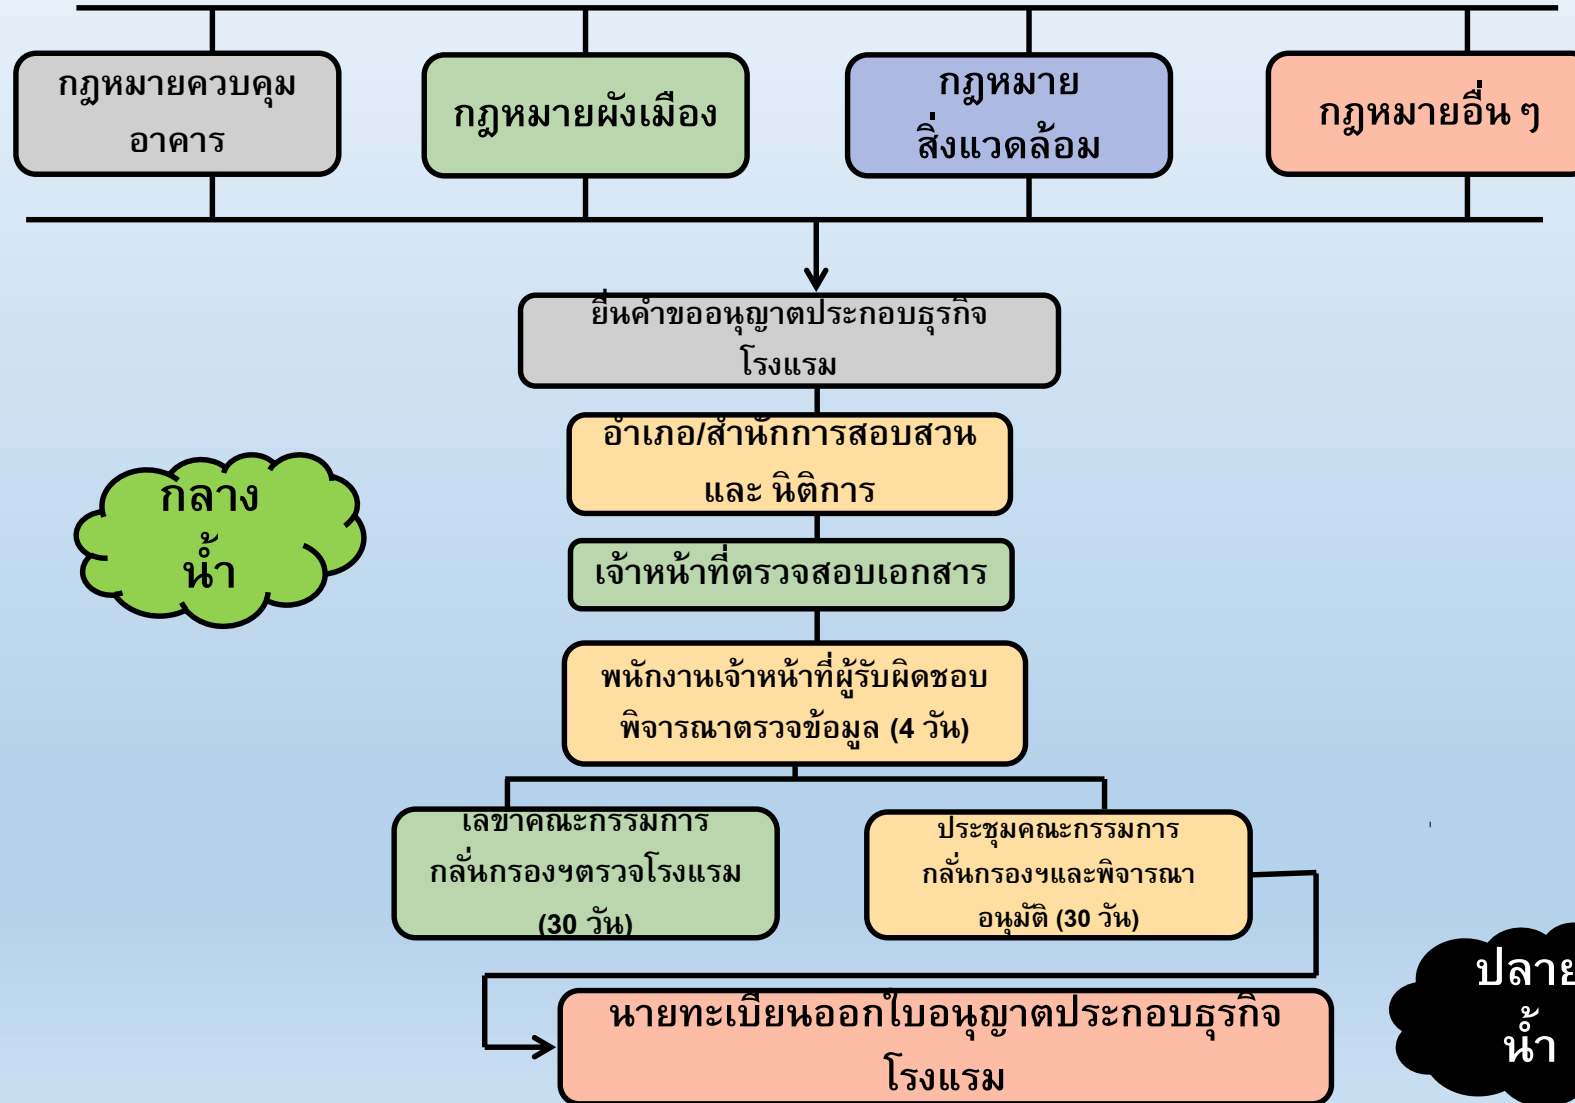 กฎหมายควบคุม
อาคาร
กฎหมายผังเมือง
กฎหมาย
สิ่งแวดล้อม
กฎหมายอื่น ๆ
ยื่นคำขออนุญาตประกอบธุรกิจ
โรงแรม
อำเภอ/สำนักการสอบสวน
และ นิติการ
กลาง
น้ำ
เจ้าหน้าที่ตรวจสอบเอกสาร
พนักงานเจ้าหน้าที่ผู้รับผิดชอบ
พิจารณาตรวจข้อมูล (4 วัน)
เลขาคณะกรรมการ
กลั่นกรองฯตรวจโรงแรม
(30 วัน)
ประชุมคณะกรรมการ
กลั่นกรองฯและพิจารณา
อนุมัติ (30 วัน)
ปลาย
น้ำ
นายทะเบียนออกใบอนุญาตประกอบธุรกิจ
โรงแรม